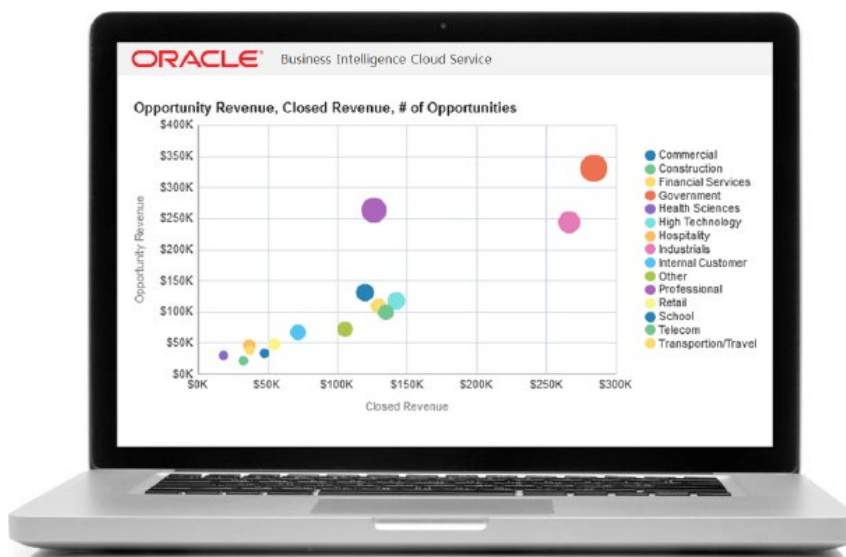 ORACLE® Business Intelligence Cloud Service
Opportunity Revenue, Closed Revenue, # of Opportunities
$400K
$350K
$300K
$250K
$200K
$150K
$100K
$50K
$0K
Opportunity Revenue
$0K $50K $100K $150K $200K $250K $300K
Closed Revenue
Commercial
Construction
Financial Services
Government
Health Sciences
High Technology
Hospitality
Industrials
Internal Customer
Other
Professional
Retail
School
Telecom
Transportion/Travel